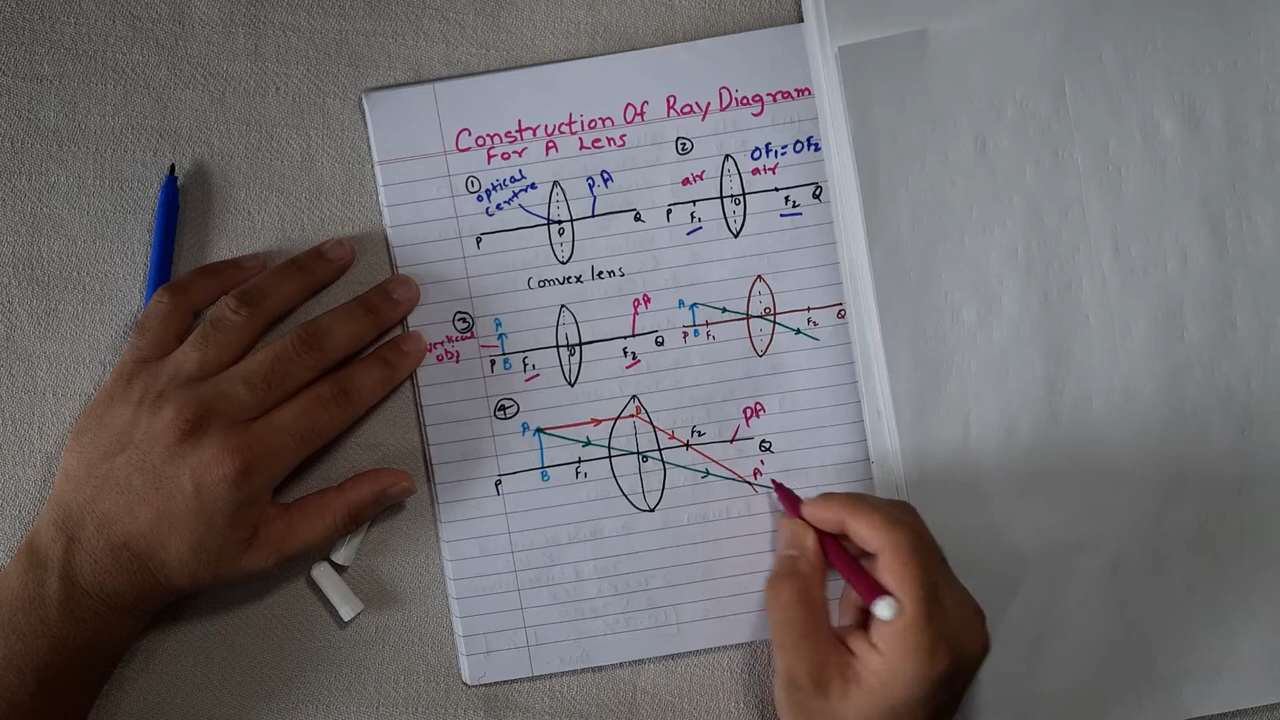 Construction Of Ray Diagram
For A Lens
① optical centre P.A
P O Q
Convex lens
② air OF₁ = OF₂
air
P F₁ O F₂ Q
③ A P.A
vertical obj
P B F₁ O F₂ Q
A O
P B F₁ F₂ Q
④ A D F₂ PA
P B F₁ O Q
A'